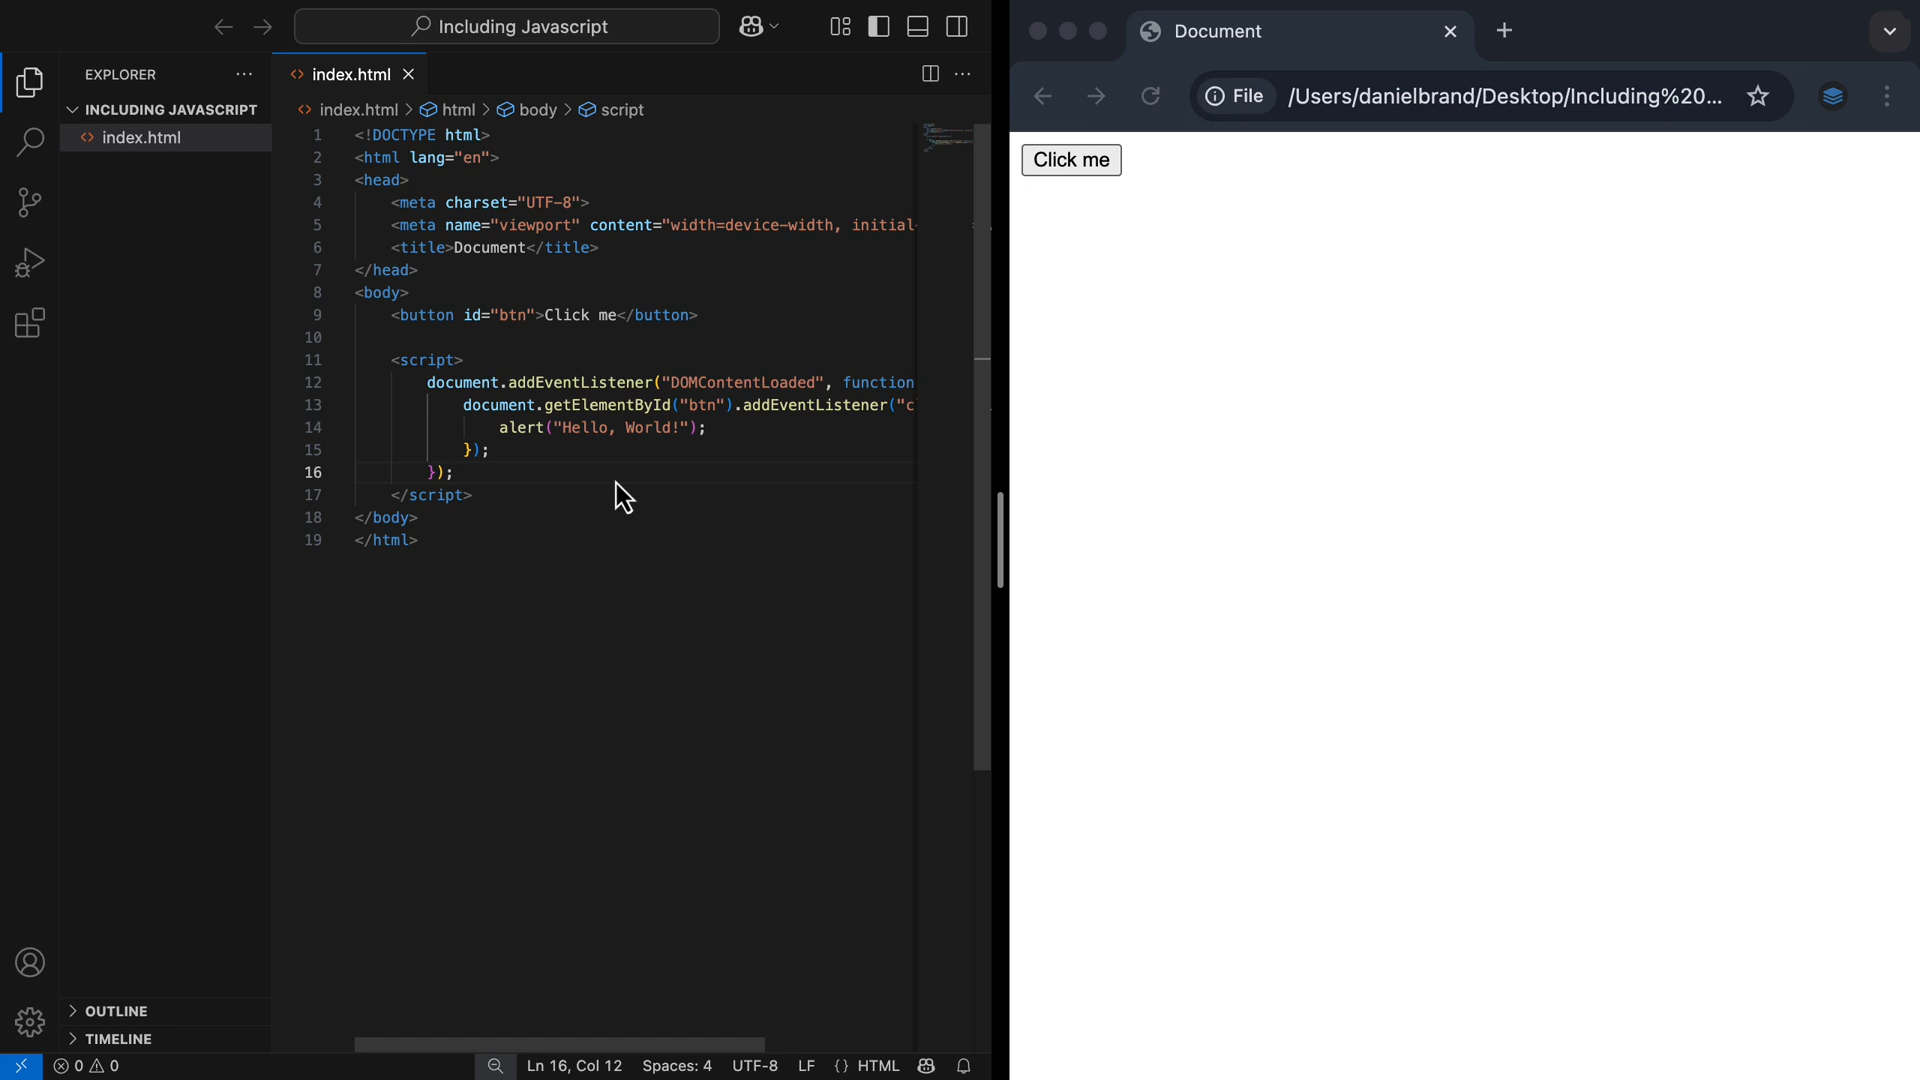 Including Javascript
EXPLORER
INCLUDING JAVASCRIPT
index.html
index.html
index.html > html > body > script
1 <!DOCTYPE html>
2 <html lang="en">
3 <head>
4 <meta charset="UTF-8">
5 <meta name="viewport" content="width=device-width, initial-
6 <title>Document</title>
7 </head>
8 <body>
9 <button id="btn">Click me</button>
10
11 <script>
12 document.addEventListener("DOMContentLoaded", function
13 document.getElementById("btn").addEventListener("c
14 alert("Hello, World!");
15 });
16 });
17 </script>
18 </body>
19 </html>
OUTLINE
TIMELINE
0 0 Ln 16, Col 12 Spaces: 4 UTF-8 LF {} HTML
Document
File /Users/danielbrand/Desktop/Including%20...
Click me